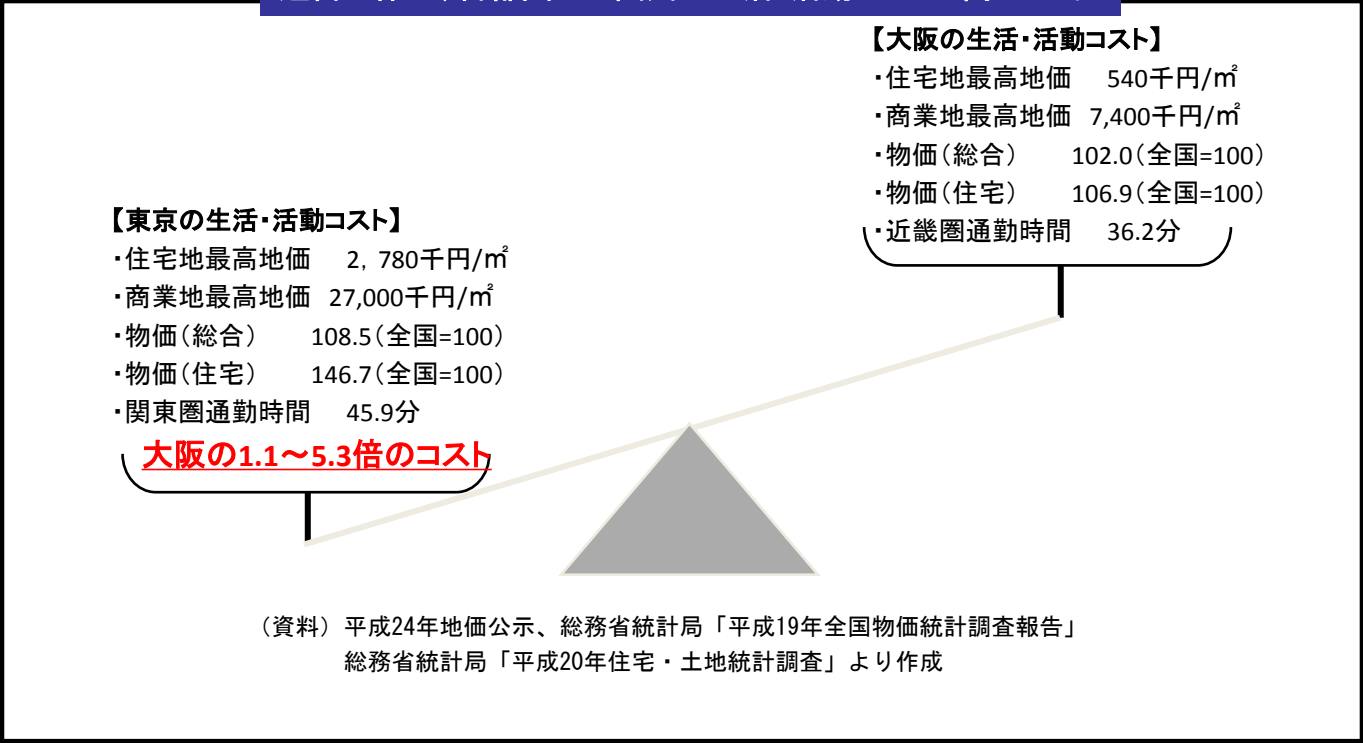 【大阪の生活・活動コスト】
・住宅地最高地価 540千円/㎡
・商業地最高地価 7,400千円/㎡
・物価（総合） 102.0（全国=100）
・物価（住宅） 106.9（全国=100）
・近畿圏通勤時間 36.2分
【東京の生活・活動コスト】
・住宅地最高地価 2，780千円/㎡
・商業地最高地価 27,000千円/㎡
・物価（総合） 108.5（全国=100）
・物価（住宅） 146.7（全国=100）
・関東圏通勤時間 45.9分
大阪の1.1～5.3倍のコスト
（資料）平成24年地価公示、総務省統計局「平成19年全国物価統計調査報告」
総務省統計局「平成20年住宅・土地統計調査」より作成